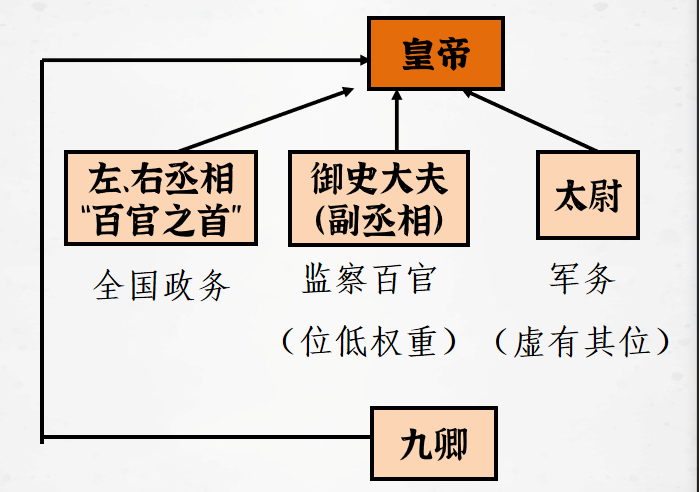 皇帝
左、右丞相
“百官之首”
御史大夫
(副丞相)
太尉
全国政务
监察百官
军务
（位低权重）
（虚有其位）
九卿